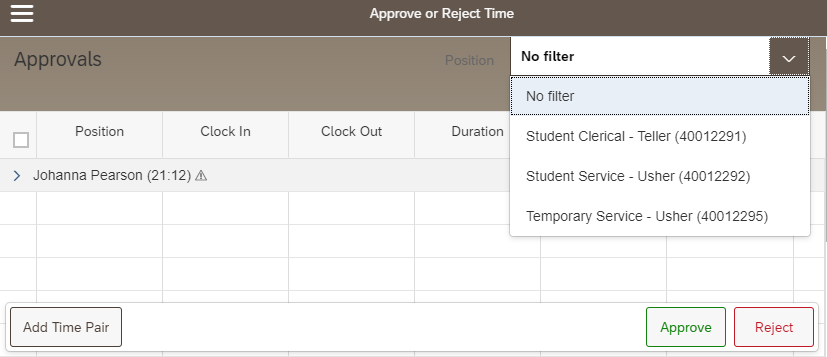 Approve or Reject Time
Approvals
Position
No filter
No filter
Student Clerical - Teller (40012291)
Student Service - Usher (40012292)
Temporary Service - Usher (40012295)
Position
Clock In
Clock Out
Duration
Johanna Pearson (21:12)
Add Time Pair
Approve
Reject